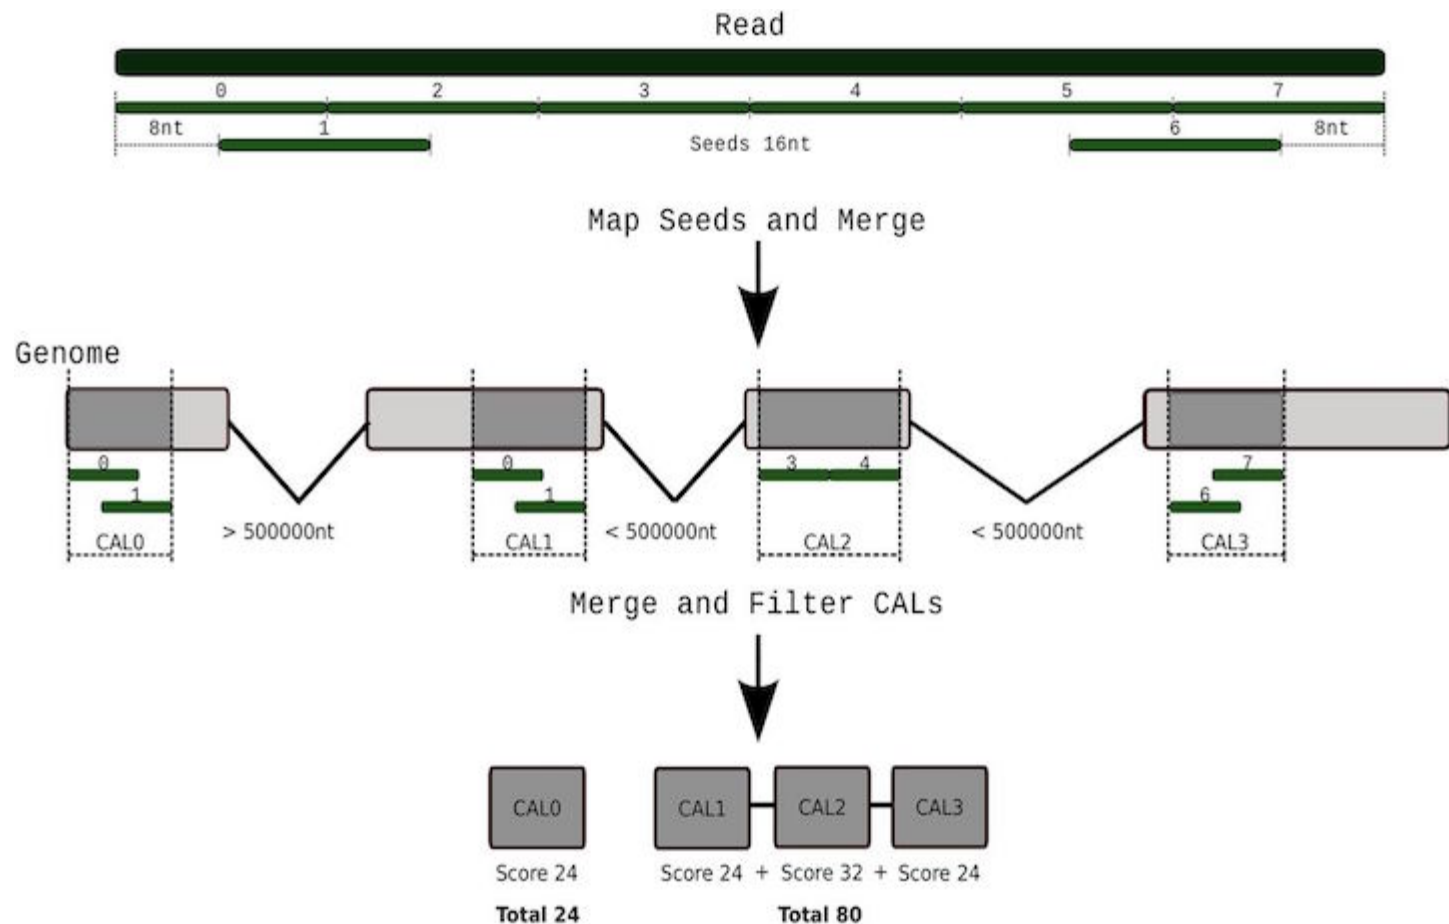 Read
0 2 3 4 5 7
8nt 1 Seeds 16nt 6 8nt
Map Seeds and Merge
Genome
0 0 3 4 7
1 1 6
> 500000nt < 500000nt < 500000nt
CAL0 CAL1 CAL2 CAL3
Merge and Filter CALs
CAL0 CAL1 CAL2 CAL3
Score 24 Score 24 + Score 32 + Score 24
Total 24 Total 80